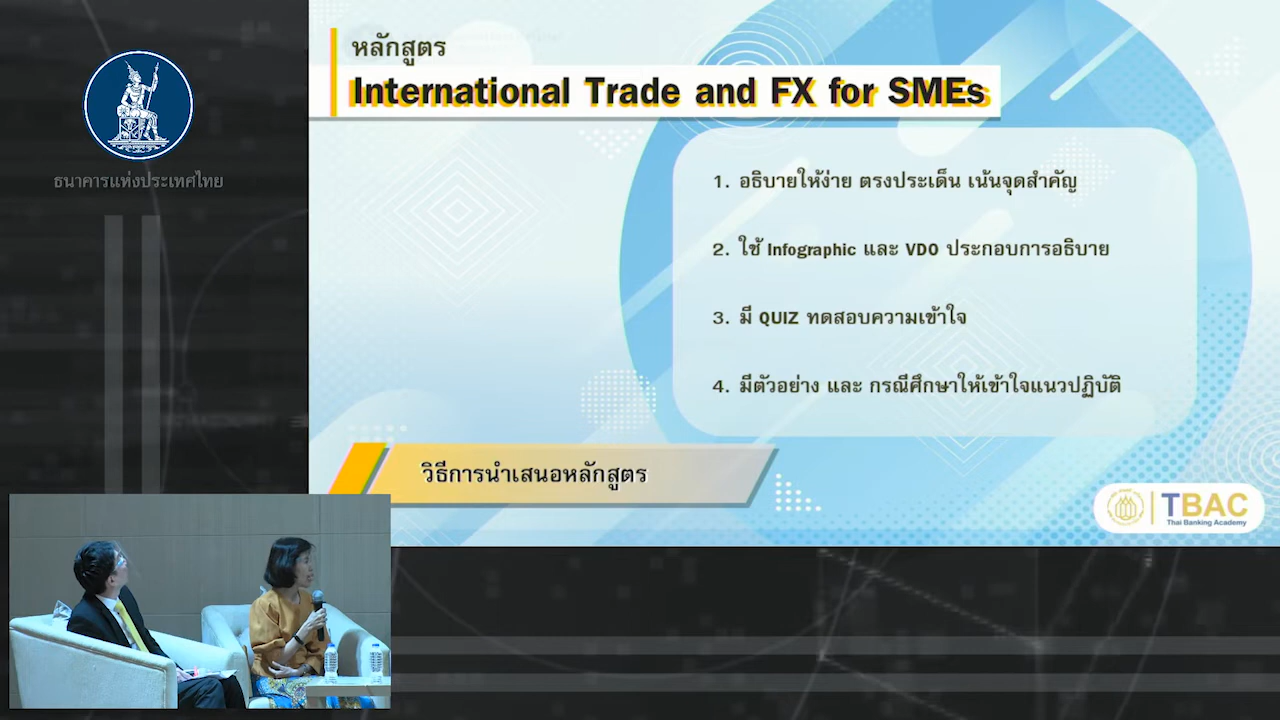 ธนาคารแห่งประเทศไทย
หลักสูตร
International Trade and FX for SMEs
1. อธิบายให้ง่าย ตรงประเด็น เน้นจุดสำคัญ
2. ใช้ Infographic และ VDO ประกอบการอธิบาย
3. มี QUIZ ทดสอบความเข้าใจ
4. มีตัวอย่าง และ กรณีศึกษาให้เข้าใจแนวปฏิบัติ
วิธีการนำเสนอหลักสูตร
TBAC
Thai Banking Academy